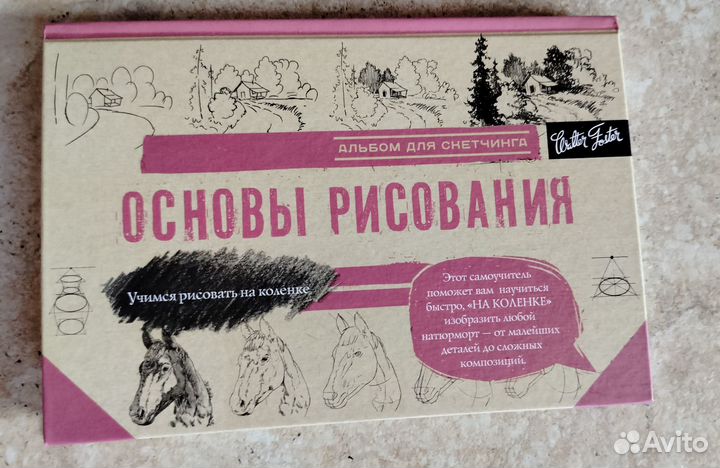 АЛЬБОМ ДЛЯ СКЕТЧИНГА
Walter Foster
ОСНОВЫ РИСОВАНИЯ
Учимся рисовать на коленке
Этот самоучитель
поможет вам научиться
быстро, «НА КОЛЕНКЕ»
изобразить любой
натюрморт — от малейших
деталей до сложных
композиций.
Avito